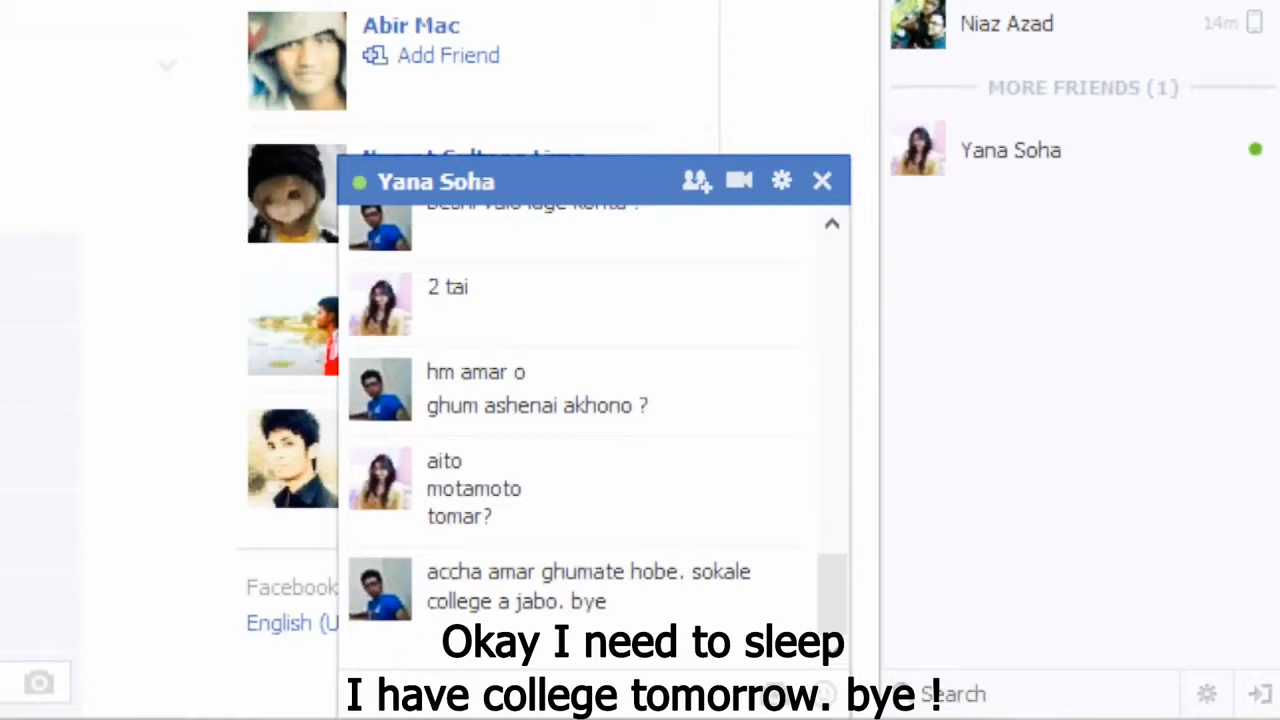 Abir Mac
Add Friend
Niaz Azad
14m
MORE FRIENDS (1)
Yana Soha
Yana Soha
2 tai
hm amar o
ghum ashenai akhono ?
aito
motamoto
tomar?
accha amar ghumate hobe. sokale
college a jabo. bye
Facebook
English (U
Okay I need to sleep
I have college tomorrow. bye !
Search